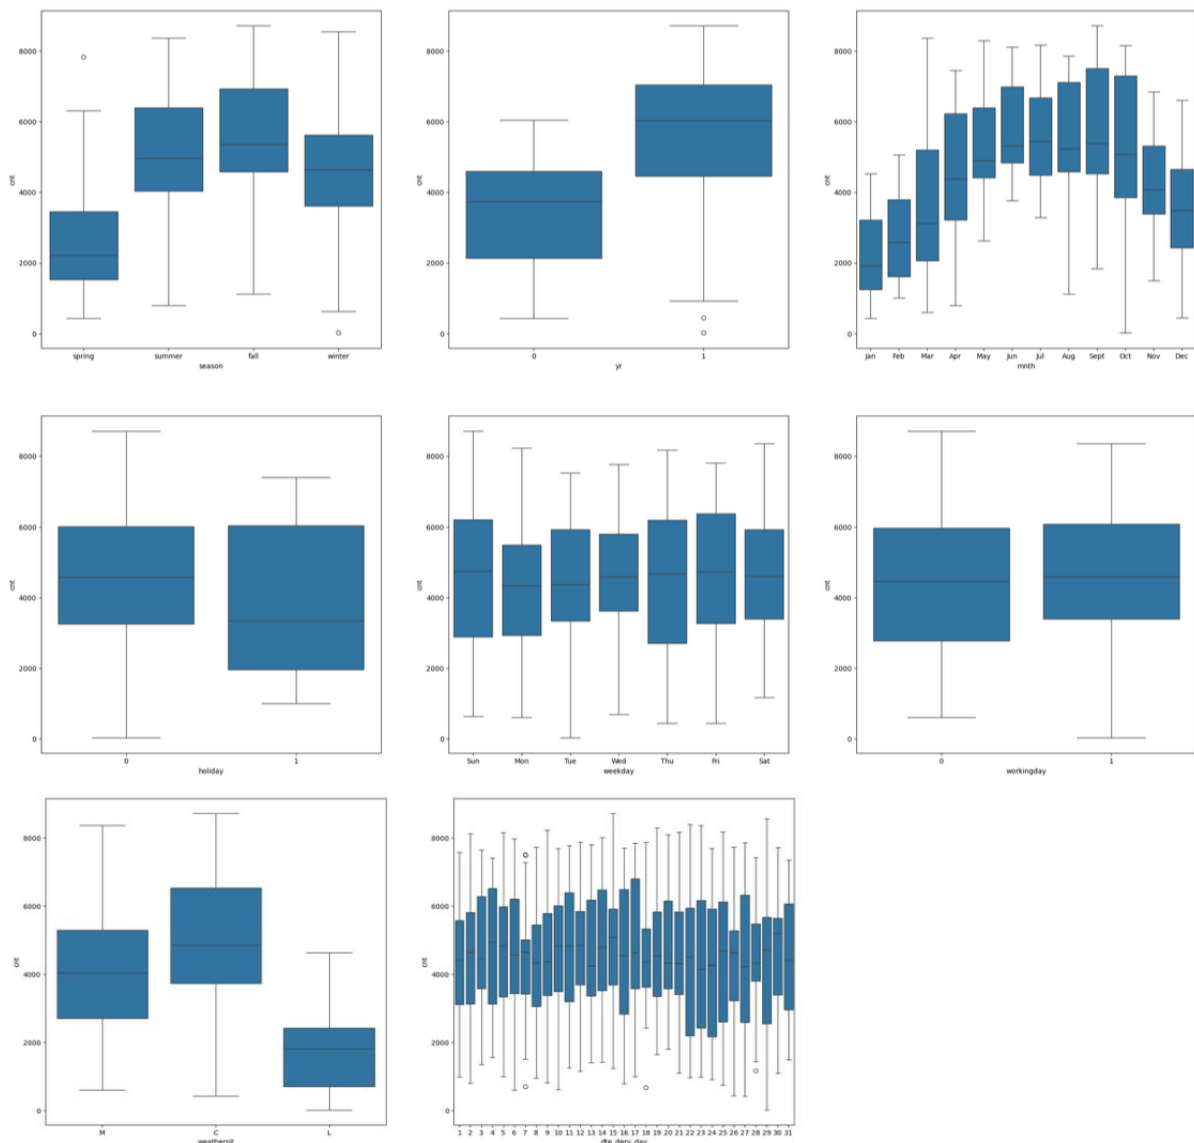 8000
6000
4000
2000
0
cnt
spring summer fall winter
season
8000
6000
4000
2000
0
cnt
0 1
yr
8000
6000
4000
2000
0
cnt
Jan Feb Mar Apr May Jun Jul Aug Sept Oct Nov Dec
mnth
8000
6000
4000
2000
0
cnt
0 1
holiday
8000
6000
4000
2000
0
cnt
Sun Mon Tue Wed Thu Fri Sat
weekday
8000
6000
4000
2000
0
cnt
0 1
workingday
8000
6000
4000
2000
0
cnt
M C L
weathersit
8000
6000
4000
2000
0
cnt
1 2 3 4 5 6 7 8 9 10 11 12 13 14 15 16 17 18 19 20 21 22 23 24 25 26 27 28 29 30 31
dte_derv_day